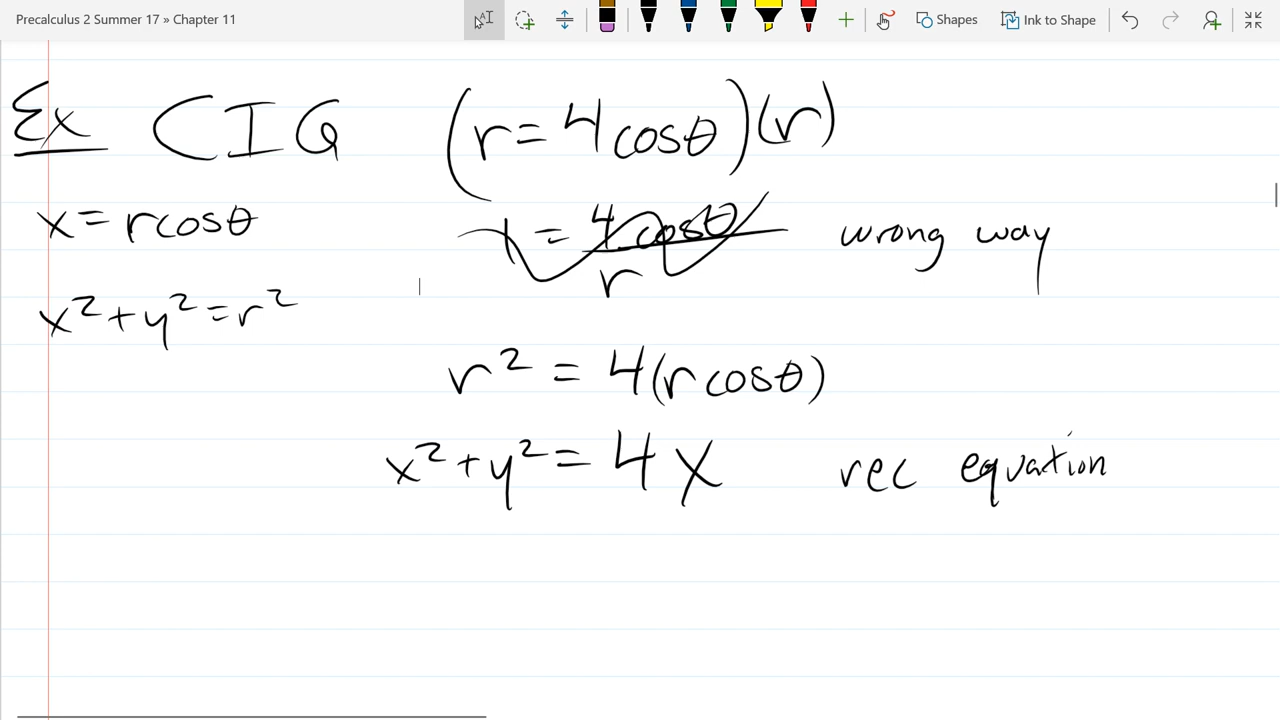 Precalculus 2 Summer 17 » Chapter 11
Shapes
Ink to Shape
Ex CIG (r=4cosθ)(r)
x=rcosθ
= 4cosθ/r wrong way
x²+y²=r²
r² = 4(rcosθ)
x²+y²=4x rec equation